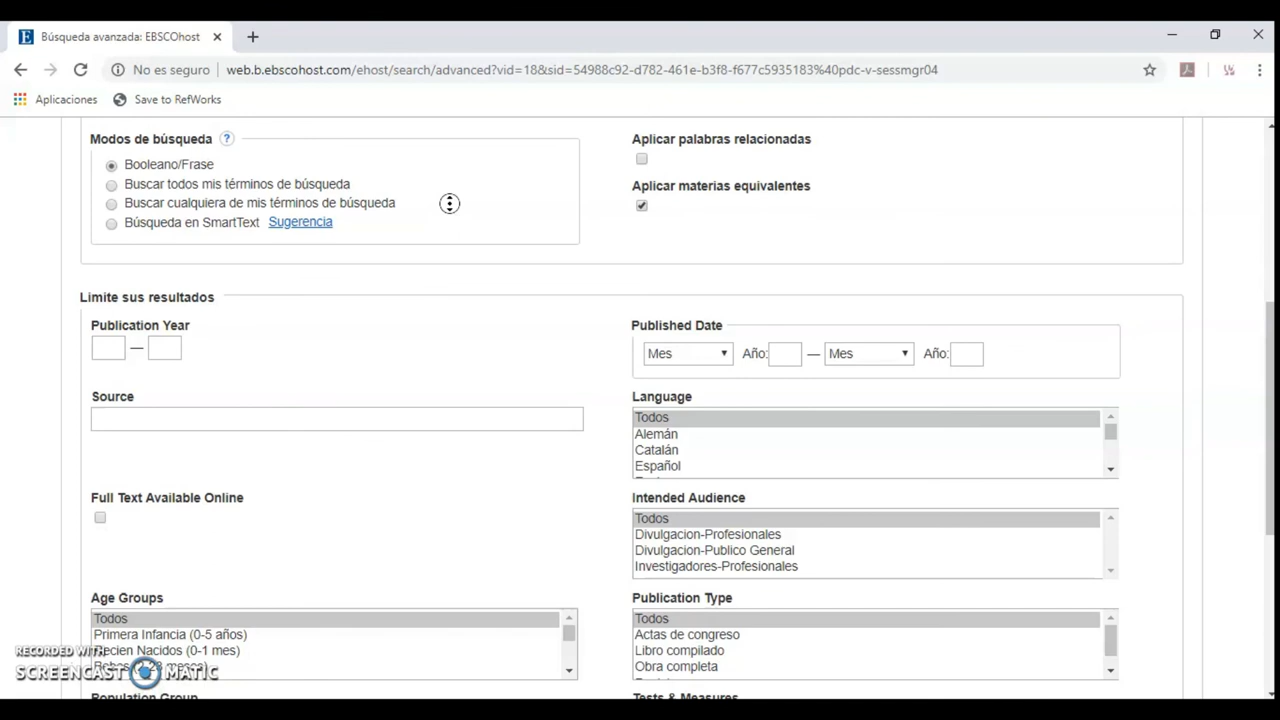 Búsqueda avanzada: EBSCOhost
No es seguro web.b.ebscohost.com/ehost/search/advanced?vid=18&sid=54988c92-d782-461e-b3f8-f677c5935183%40pdc-v-sessmgr04
Aplicaciones Save to RefWorks
Modos de búsqueda ?
Booleano/Frase
Buscar todos mis términos de búsqueda
Buscar cualquiera de mis términos de búsqueda
Búsqueda en SmartText Sugerencia
Aplicar palabras relacionadas
Aplicar materias equivalentes
Limite sus resultados
Publication Year
—
Published Date
Mes Año: — Mes Año:
Source
Language
Todos
Alemán
Catalán
Español
Full Text Available Online
Intended Audience
Todos
Divulgacion-Profesionales
Divulgacion-Publico General
Investigadores-Profesionales
Age Groups
Todos
Primera Infancia (0-5 años)
Recien Nacidos (0-1 mes)
Publication Type
Todos
Actas de congreso
Libro compilado
Obra completa
Population Group
Tests & Measures
RECORDED WITH
SCREENCAST MATIC